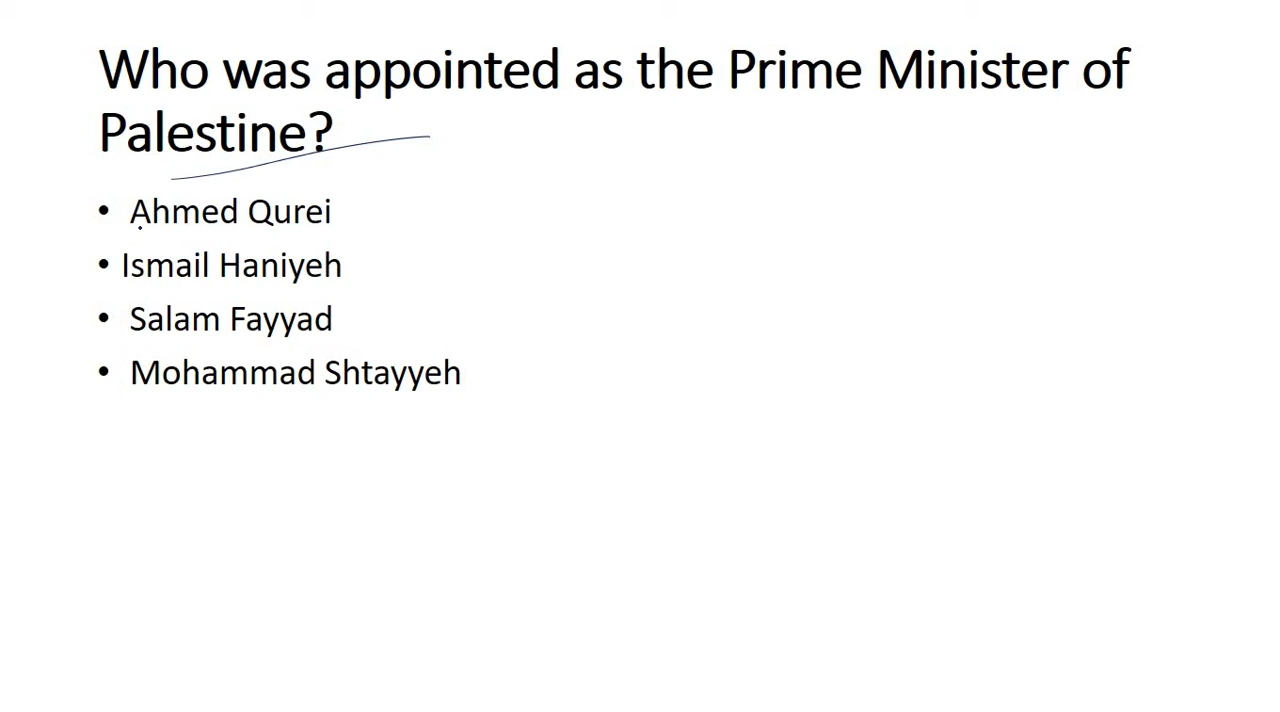 Who was appointed as the Prime Minister of
Palestine?
• Ahmed Qurei
• Ismail Haniyeh
• Salam Fayyad
• Mohammad Shtayyeh